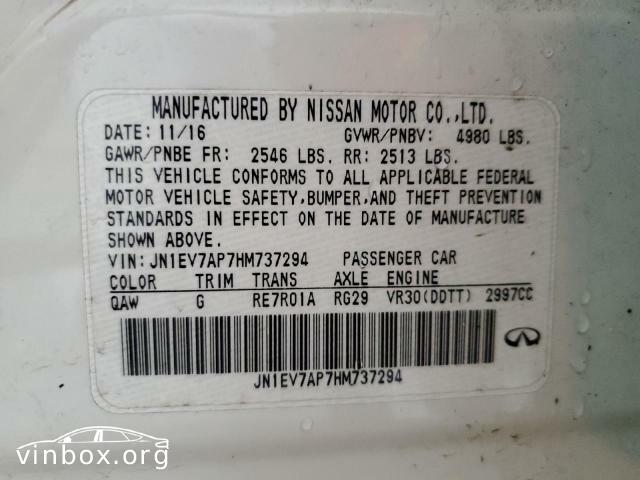 MANUFACTURED BY NISSAN MOTOR CO.,LTD.
DATE: 11/16 GVWR/PNBV: 4980 LBS.
GAWR/PNBE FR: 2546 LBS. RR: 2513 LBS.
THIS VEHICLE CONFORMS TO ALL APPLICABLE FEDERAL
MOTOR VEHICLE SAFETY,BUMPER,AND THEFT PREVENTION
STANDARDS IN EFFECT ON THE DATE OF MANUFACTURE
SHOWN ABOVE.
VIN: JN1EV7AP7HM737294 PASSENGER CAR
COLOR TRIM TRANS AXLE ENGINE
QAW G RE7R01A RG29 VR30(DDTT) 2997CC
JN1EV7AP7HM737294
vinbox.org